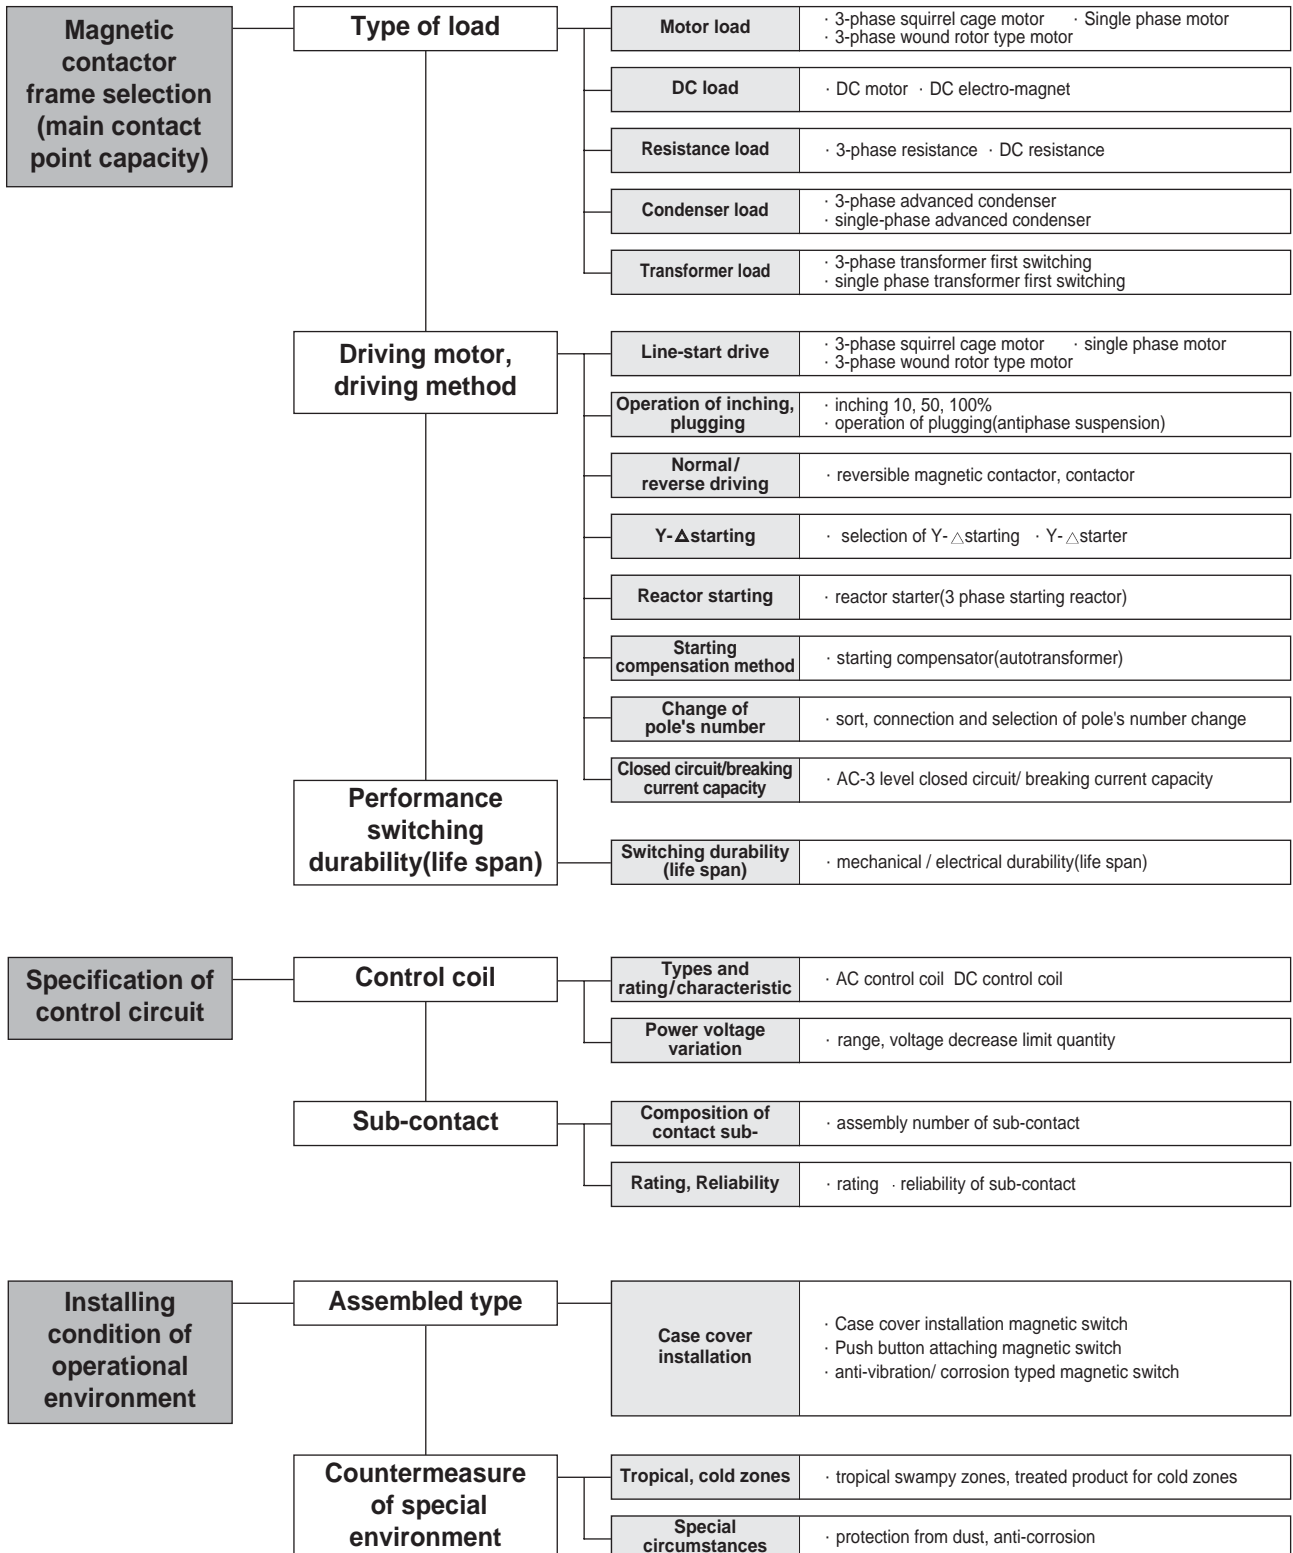 Magnetic
contactor
frame selection
(main contact
point capacity)
Type of load
Motor load
· 3-phase squirrel cage motor · Single phase motor
· 3-phase wound rotor type motor
DC load
· DC motor · DC electro-magnet
Resistance load
· 3-phase resistance · DC resistance
Condenser load
· 3-phase advanced condenser
· single-phase advanced condenser
Transformer load
· 3-phase transformer first switching
· single phase transformer first switching
Driving motor,
driving method
Line-start drive
· 3-phase squirrel cage motor · single phase motor
· 3-phase wound rotor type motor
Operation of inching,
plugging
· inching 10, 50, 100%
· operation of plugging(antiphase suspension)
Normal/
reverse driving
· reversible magnetic contactor, contactor
Y-Δstarting
· selection of Y-△starting · Y-△starter
Reactor starting
· reactor starter(3 phase starting reactor)
Starting
compensation method
· starting compensator(autotransformer)
Change of
pole's number
· sort, connection and selection of pole's number change
Closed circuit/breaking
current capacity
· AC-3 level closed circuit/ breaking current capacity
Performance
switching
durability(life span)
Switching durability
(life span)
· mechanical / electrical durability(life span)
Specification of
control circuit
Control coil
Types and
rating/characteristic
· AC control coil DC control coil
Power voltage
variation
· range, voltage decrease limit quantity
Sub-contact
Composition of
contact sub-
· assembly number of sub-contact
Rating, Reliability
· rating · reliability of sub-contact
Installing
condition of
operational
environment
Assembled type
Case cover
installation
· Case cover installation magnetic switch
· Push button attaching magnetic switch
· anti-vibration/ corrosion typed magnetic switch
Countermeasure
of special
environment
Tropical, cold zones
· tropical swampy zones, treated product for cold zones
Special
circumstances
· protection from dust, anti-corrosion